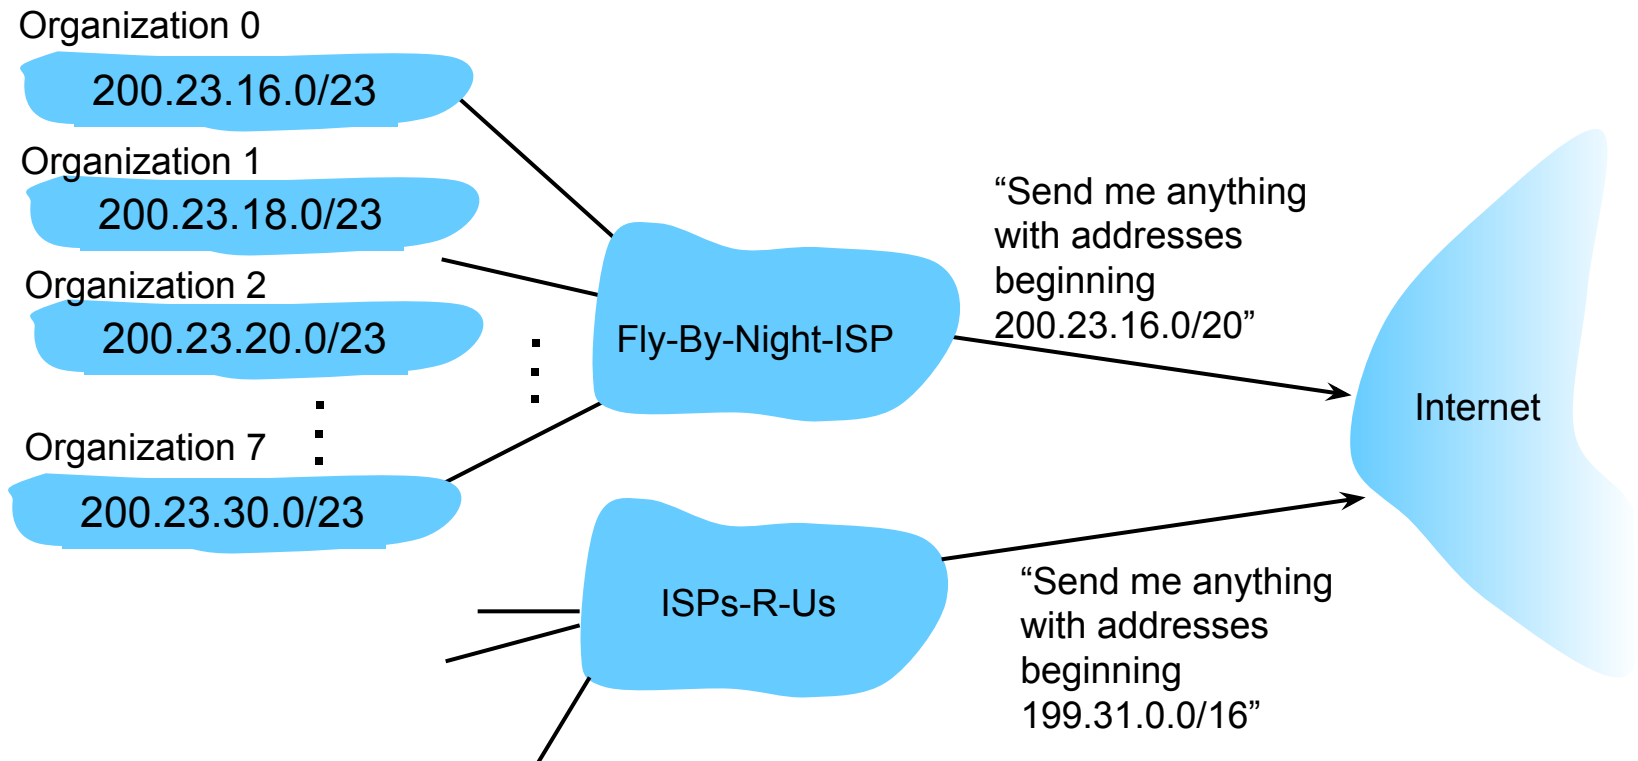 Organization 0
200.23.16.0/23
Organization 1
200.23.18.0/23
Organization 2
200.23.20.0/23
Organization 7
200.23.30.0/23
Fly-By-Night-ISP
“Send me anything
with addresses
beginning
200.23.16.0/20”
Internet
ISPs-R-Us
“Send me anything
with addresses
beginning
199.31.0.0/16”